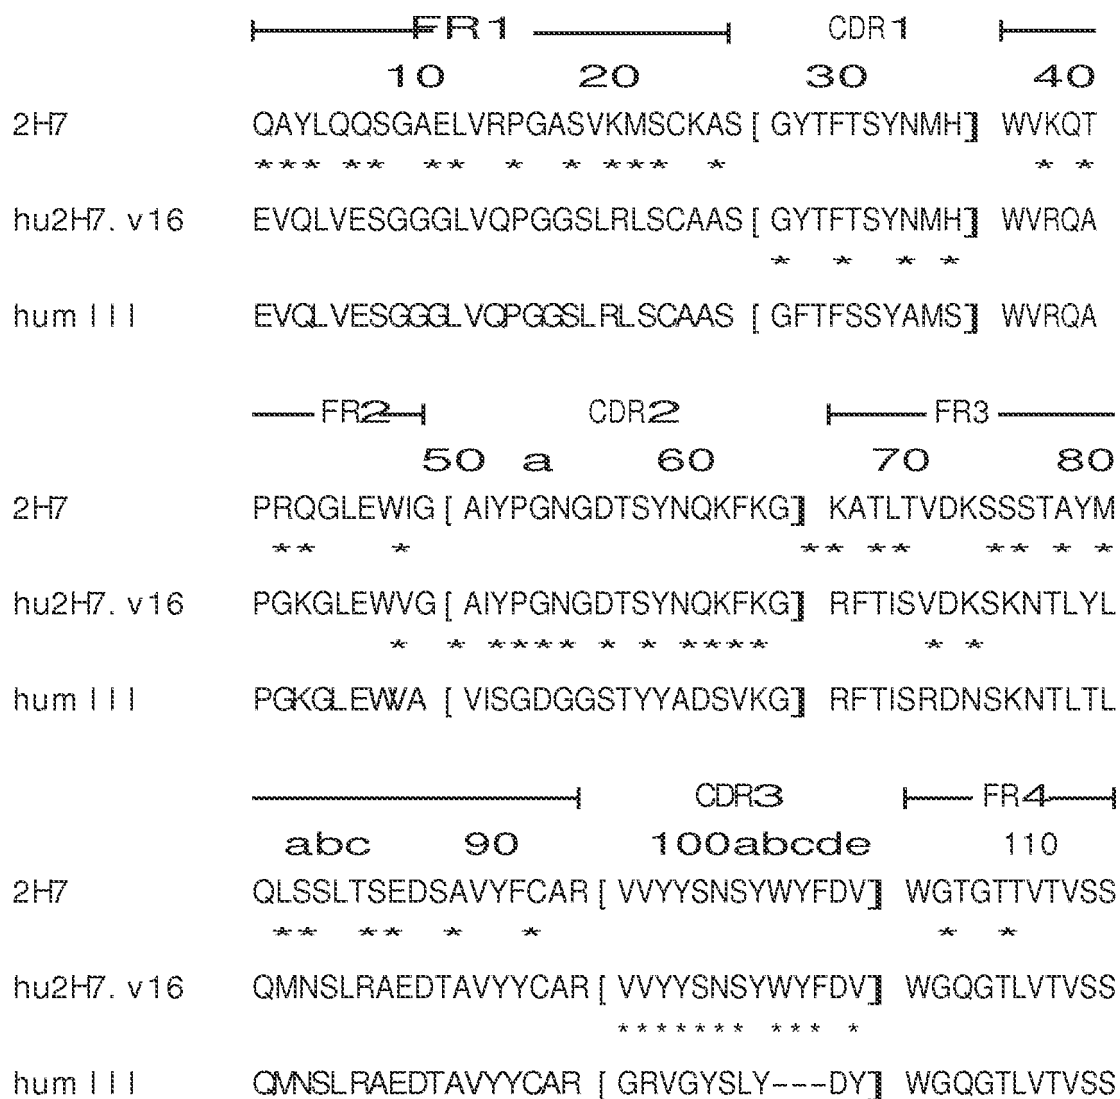 FR1 CDR1
10 20 30 40
2H7 QAYLQQSGAELVRPGASVKMSCKAS [ GYTFTSYNMH ] WVKQT
*** ** ** * * *** * * *
hu2H7. v16 EVQLVESGGGLVQPGGSLRLSCAAS [ GYTFTSYNMH ] WVRQA
* * * *
hum III EVQLVESGGGLVQPGGSLRLSCAAS [ GFTFSSYAMS ] WVRQA
FR2 CDR2 FR3
50 a 60 70 80
2H7 PRQGLEWIG [ AIYPGNGDTSYNQKFKG ] KATLTVDKSSSTAYM
** * ** ** ** * *
hu2H7. v16 PGKGLEWVG [ AIYPGNGDTSYNQKFKG ] RFTISVDKSKNTLYL
* * **** * * **** * *
hum III PGKGLEWVA [ VISGDGGSTYYADSVKG ] RFTISRDNSKNTLTL
CDR3 FR4
abc 90 100abcde 110
2H7 QLSSLTSEDSAVYFCAR [ VVYYSNSYWYFDV ] WGTGTTVTVSS
** ** * * * *
hu2H7. v16 QMNSLRAEDTAVYYCAR [ VVYYSNSYWYFDV ] WGQGTLVTVSS
******* *** *
hum III QMNSLRAEDTAVYYCAR [ GRVGYSLY---DY ] WGQGTLVTVSS